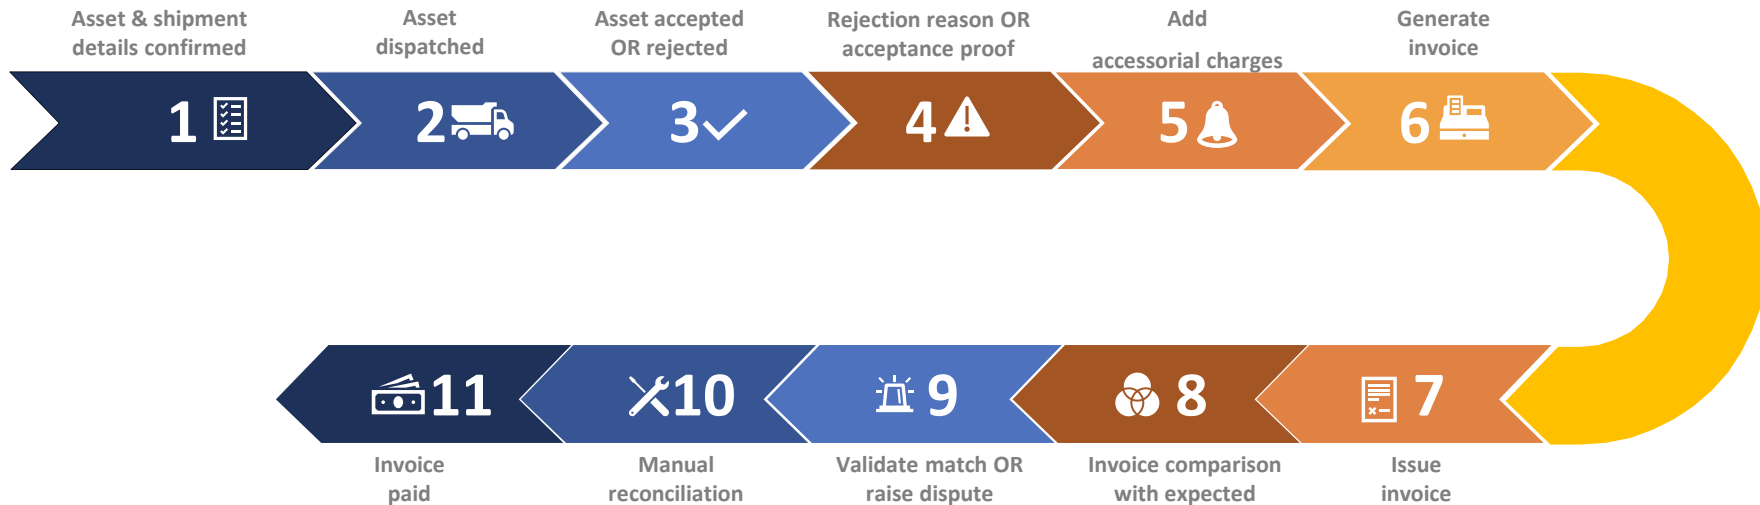 Asset & shipment
details confirmed
Asset
dispatched
Asset accepted
OR rejected
Rejection reason OR
acceptance proof
Add
accessorial charges
Generate
invoice
1
2
3
4
5
6
11
10
9
8
7
Invoice
paid
Manual
reconciliation
Validate match OR
raise dispute
Invoice comparison
with expected
Issue
invoice